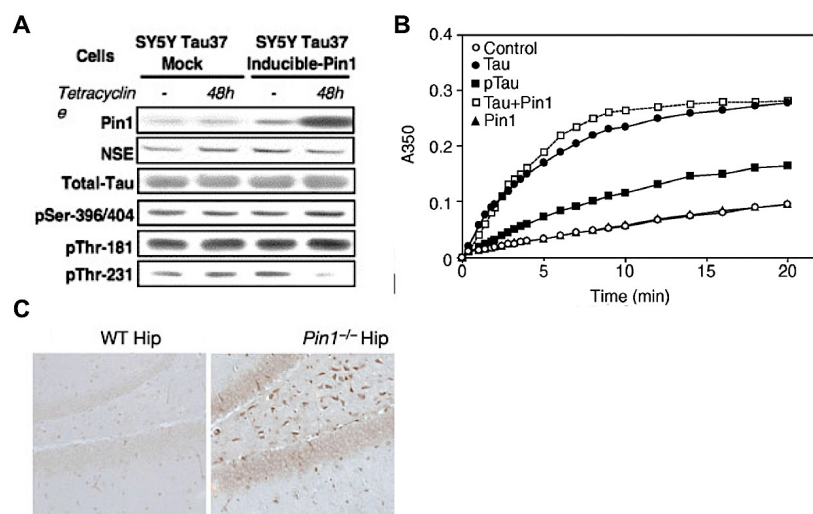 A
Cells
SY5Y Tau37 Mock
SY5Y Tau37 Inducible-Pin1
Tetracyclin e
- 48h - 48h
Pin1
NSE
Total-Tau
pSer-396/404
pThr-181
pThr-231
B
0.4
0.3
0.2
0.1
0
A350
Control
Tau
pTau
Tau+Pin1
Pin1
0 5 10 15 20
Time (min)
C
WT Hip
Pin1–/– Hip